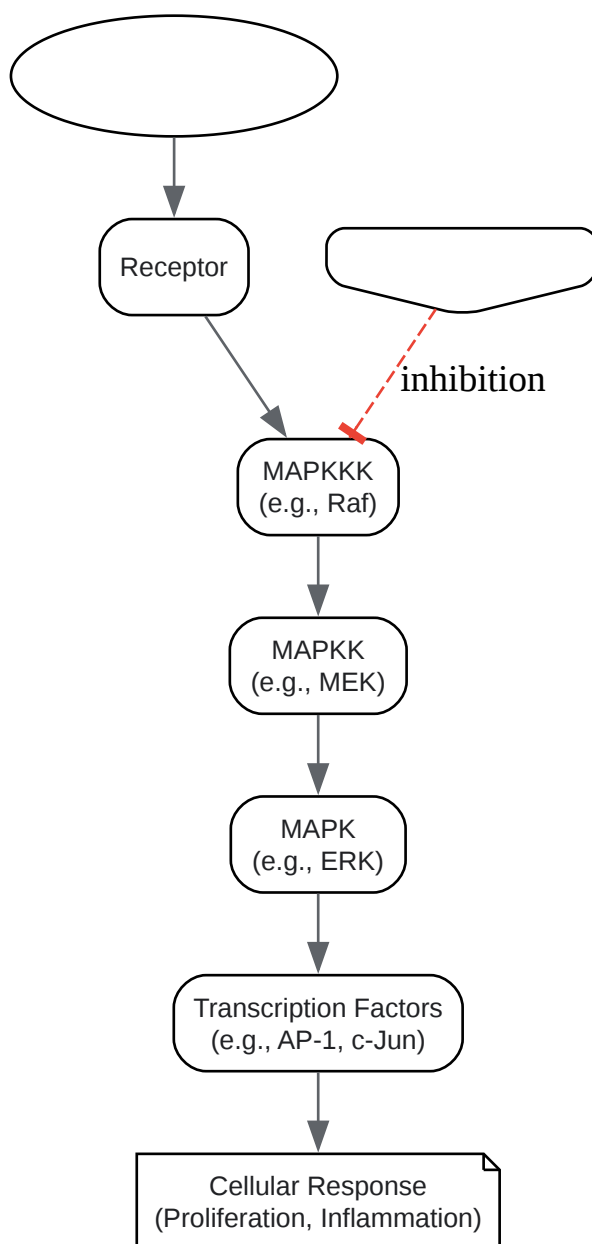 Receptor
inhibition
MAPKKK
(e.g., Raf)
MAPKK
(e.g., MEK)
MAPK
(e.g., ERK)
Transcription Factors
(e.g., AP-1, c-Jun)
Cellular Response
(Proliferation, Inflammation)